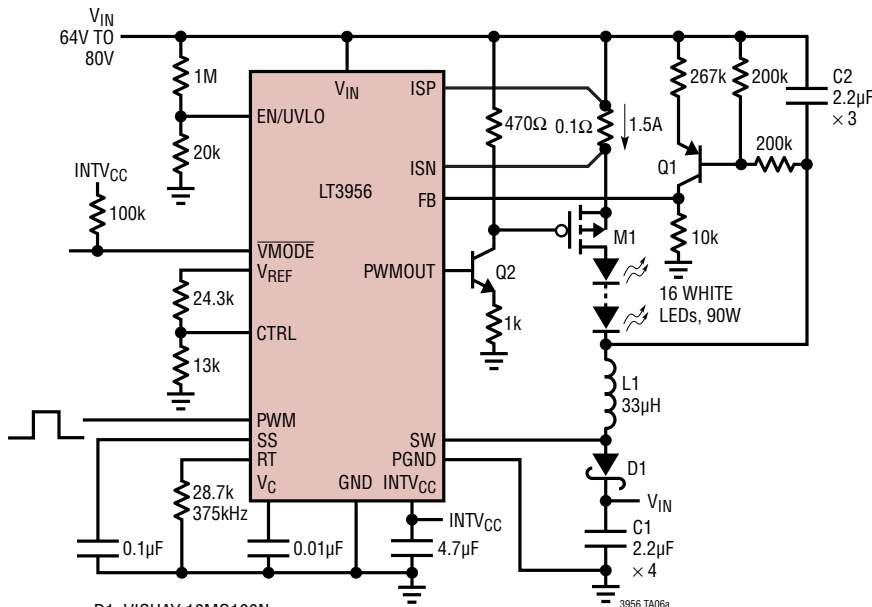 VIN
64V TO
80V
1M
20k
INTVCC
100k
VIN
EN/UVLO
LT3956
VMODE
VREF
CTRL
PWM
SS
RT
VC
GND
INTVCC
ISP
ISN
FB
PWMOUT
SW
PGND
24.3k
13k
28.7k
375kHz
0.1µF
0.01µF
4.7µF
INTVCC
470Ω
0.1Ω
1.5A
267k
200k
C2
2.2µF
× 3
Q1
200k
10k
M1
Q2
1k
16 WHITE
LEDs, 90W
L1
33µH
D1
VIN
C1
2.2µF
× 4
3956 TA06a